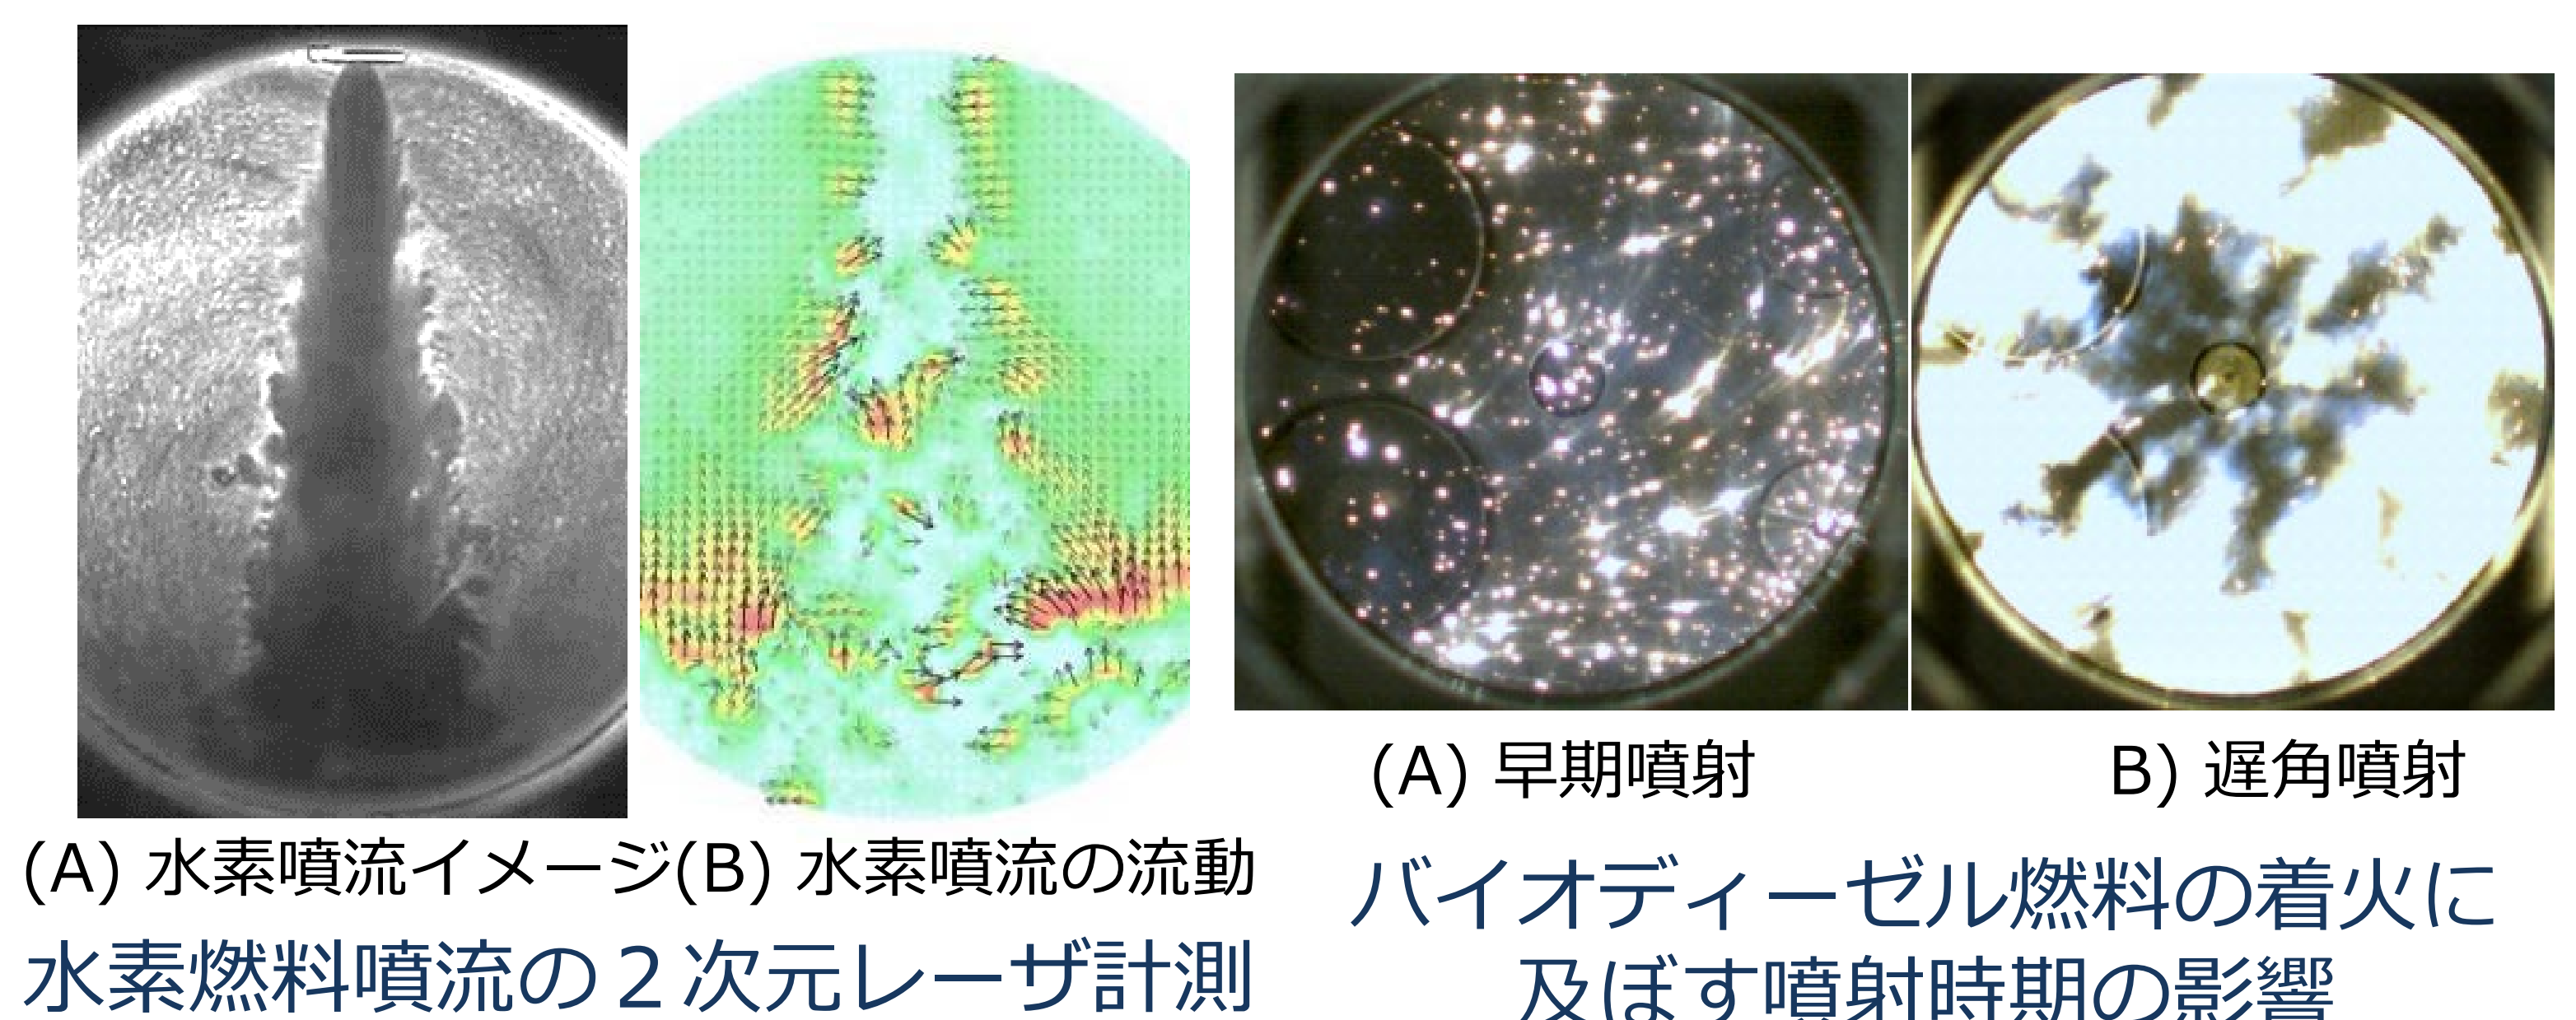 (A) 早期噴射
B) 遅角噴射
(A) 水素噴流イメージ(B) 水素噴流の流動
水素燃料噴流の２次元レーザ計測
バイオディーゼル燃料の着火に
及ぼす噴射時期の影響